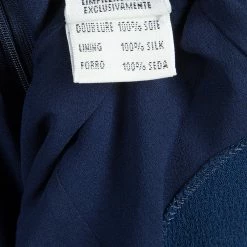 EXCLUSIVAMENTE
DOUBLURE 100% SOIE
LINING 100% SILK
FORRO 100% SEDA